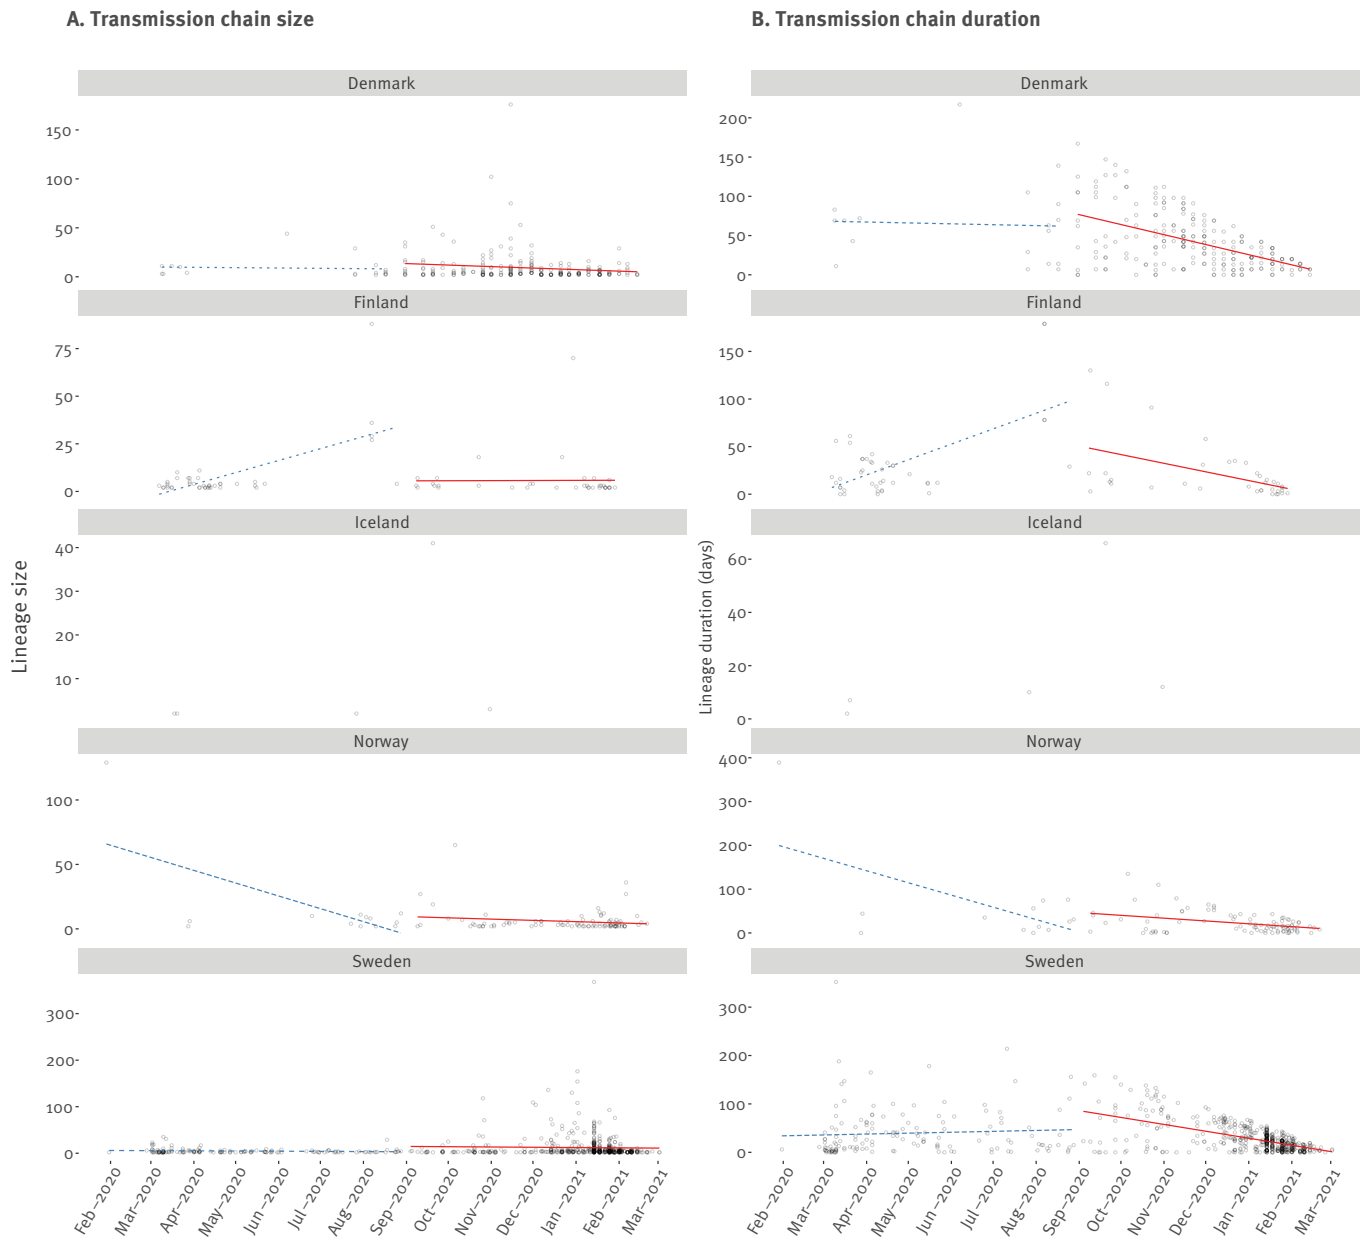 A. Transmission chain size
B. Transmission chain duration
Lineage size
Denmark
150
100
50
0
Finland
75
50
25
0
Iceland
40
30
20
10
Norway
100
50
0
Sweden
300
200
100
0
Feb–2020
Mar–2020
Apr–2020
May–2020
Jun–2020
Jul–2020
Aug–2020
Sep–2020
Oct–2020
Nov–2020
Dec–2020
Jan–2021
Feb–2021
Mar–2021
Lineage duration (days)
Denmark
200
150
100
50
0
Finland
150
100
50
0
Iceland
60
40
20
0
Norway
400
300
200
100
0
Sweden
300
200
100
0
Feb–2020
Mar–2020
Apr–2020
May–2020
Jun–2020
Jul–2020
Aug–2020
Sep–2020
Oct–2020
Nov–2020
Dec–2020
Jan–2021
Feb–2021
Mar–2021